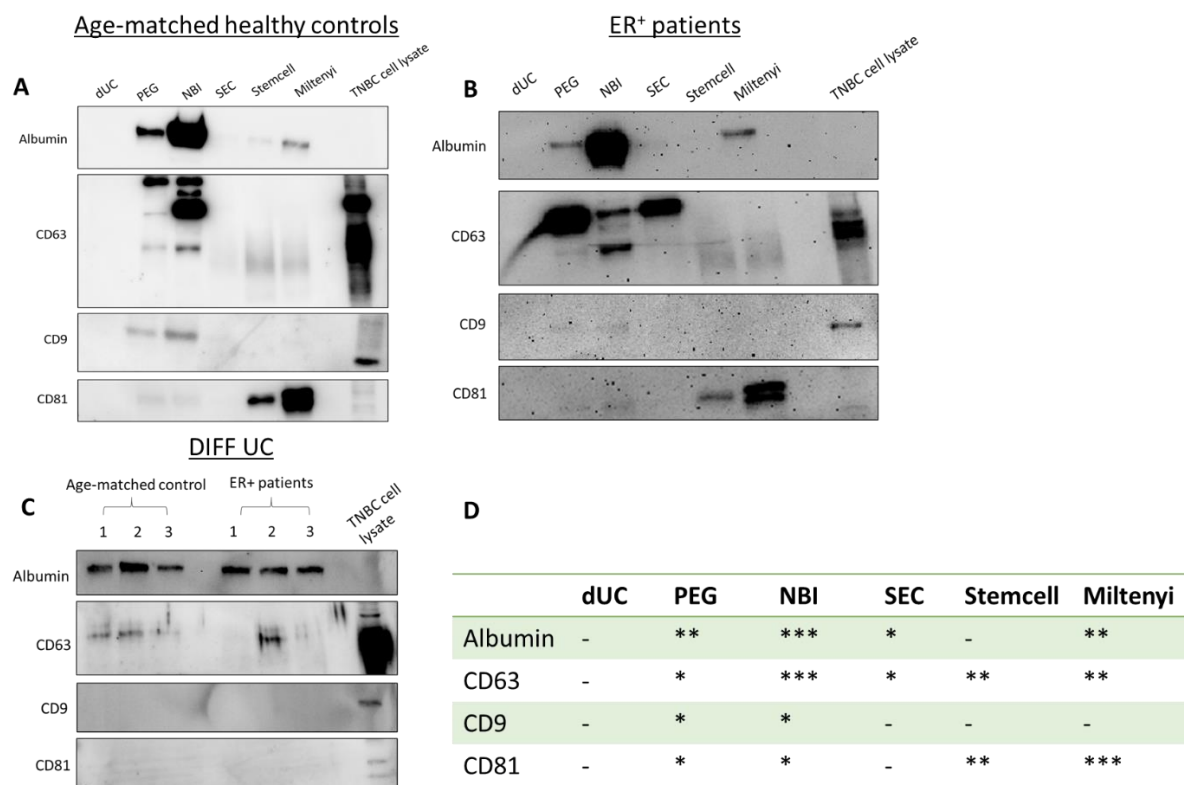 Age-matched healthy controls
A
dUC PEG NBI SEC Stemcell Miltenyi TNBC cell lysate
Albumin
CD63
CD9
CD81
ER⁺ patients
B
dUC PEG NBI SEC Stemcell Miltenyi TNBC cell lysate
Albumin
CD63
CD9
CD81
DIFF UC
C
Age-matched control ER+ patients
1 2 3 1 2 3 TNBC cell
lysate
Albumin
CD63
CD9
CD81
D
dUC PEG NBI SEC Stemcell Miltenyi
Albumin - ** *** * - **
CD63 - * *** * ** **
CD9 - * * - - -
CD81 - * * - ** ***